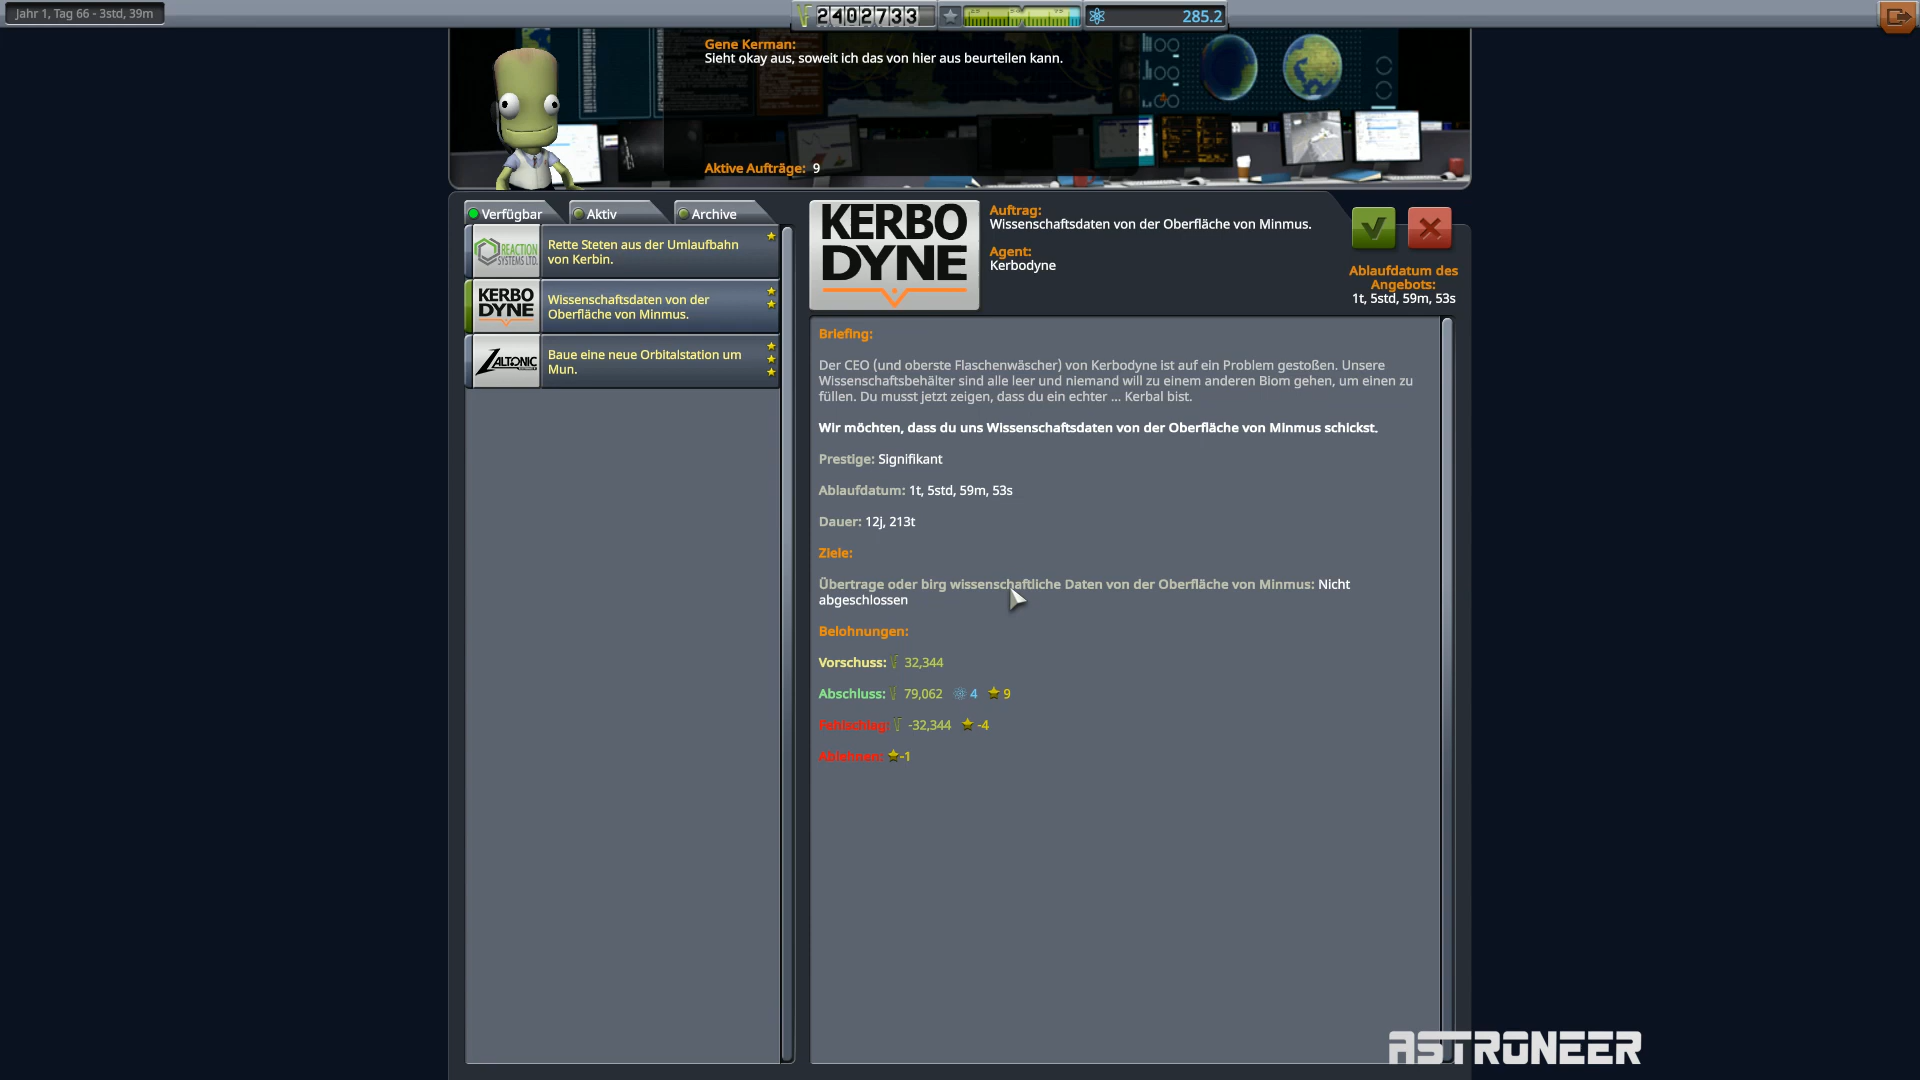 Jahr 1, Tag 66 - 3std, 39m
2402733
285.2
Gene Kerman:
Sieht okay aus, soweit ich das von hier aus beurteilen kann.
Aktive Aufträge: 9
Verfügbar
Aktiv
Archive
REACTION
SYSTEMS LTD.
Rette Steten aus der Umlaufbahn
von Kerbin.
KERBO
DYNE
Wissenschaftsdaten von der
Oberfläche von Minmus.
ZALTONIC
Baue eine neue Orbitalstation um
Mun.
KERBO
DYNE
Auftrag:
Wissenschaftsdaten von der Oberfläche von Minmus.
Agent:
Kerbodyne
Ablaufdatum des
Angebots:
1t, 5std, 59m, 53s
Briefing:
Der CEO (und oberste Flaschenwäscher) von Kerbodyne ist auf ein Problem gestoßen. Unsere
Wissenschaftsbehälter sind alle leer und niemand will zu einem anderen Biom gehen, um einen zu
füllen. Du musst jetzt zeigen, dass du ein echter ... Kerbal bist.
Wir möchten, dass du uns Wissenschaftsdaten von der Oberfläche von Minmus schickst.
Prestige: Signifikant
Ablaufdatum: 1t, 5std, 59m, 53s
Dauer: 12j, 213t
Ziele:
Übertrage oder birg wissenschaftliche Daten von der Oberfläche von Minmus: Nicht
abgeschlossen
Belohnungen:
Vorschuss: 32,344
Abschluss: 79,062 4 9
Fehlschlag: -32,344 -4
Ablehnen: -1
ASTRONEER